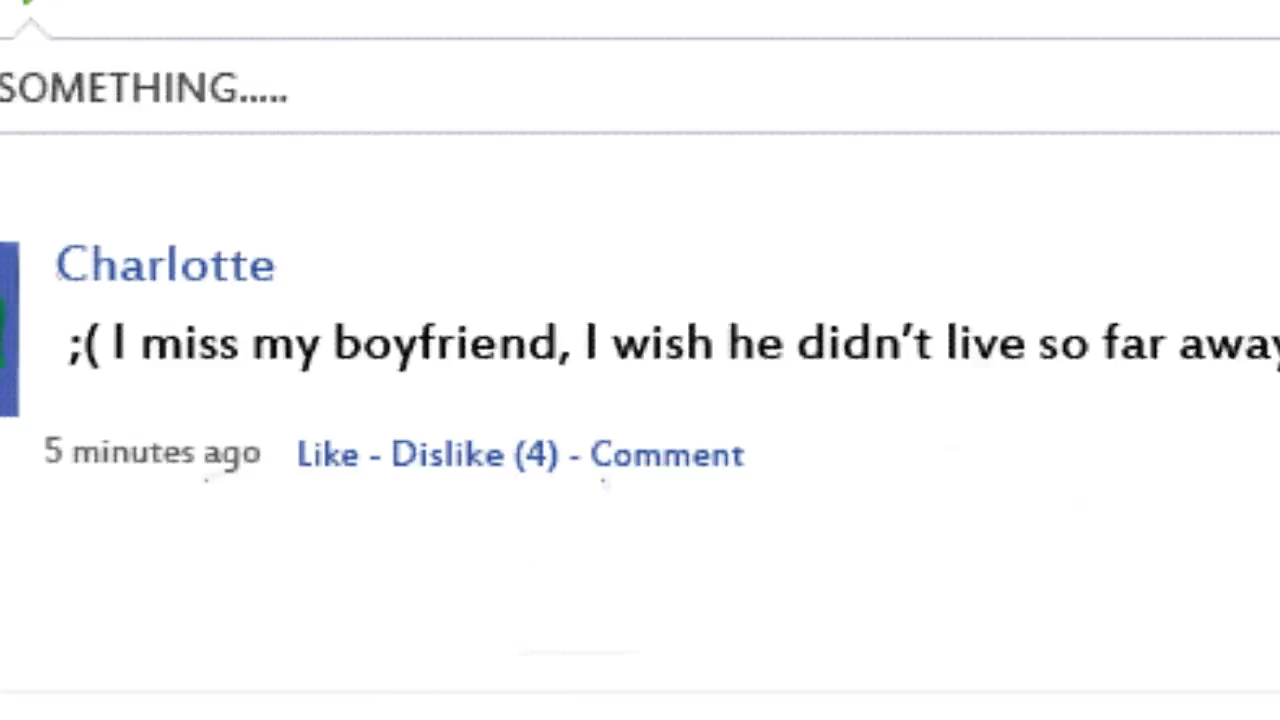 SOMETHING.....
Charlotte
;( I miss my boyfriend, I wish he didn't live so far away
5 minutes ago Like - Dislike (4) - Comment